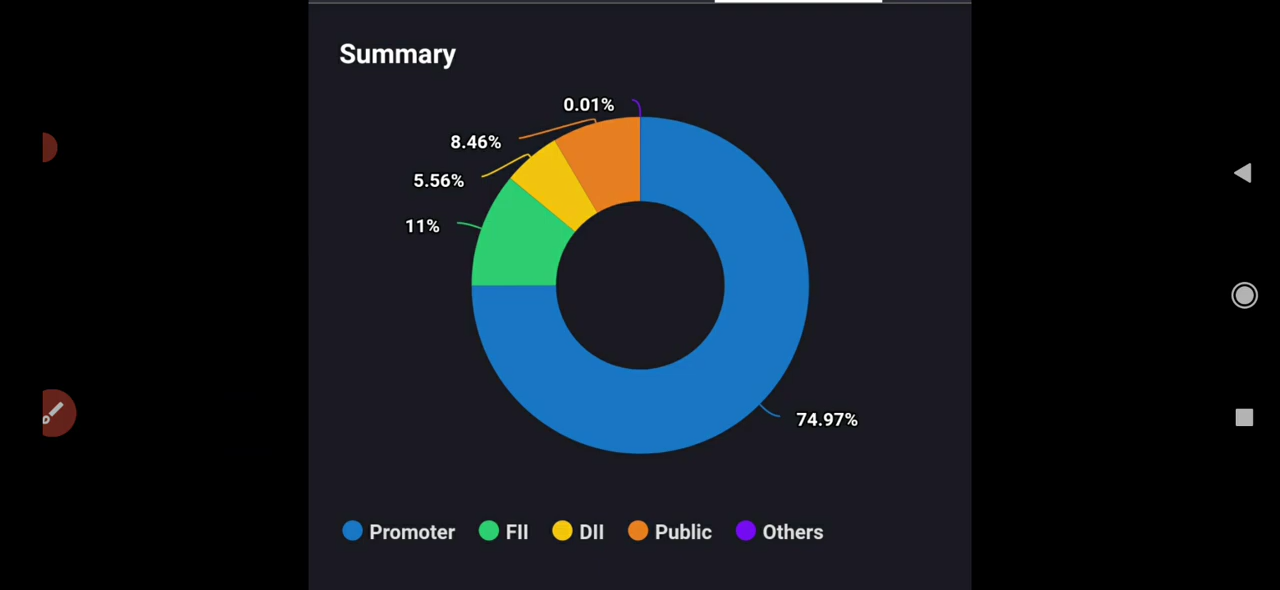 Summary
0.01%
8.46%
5.56%
11%
74.97%
Promoter FII DII Public Others